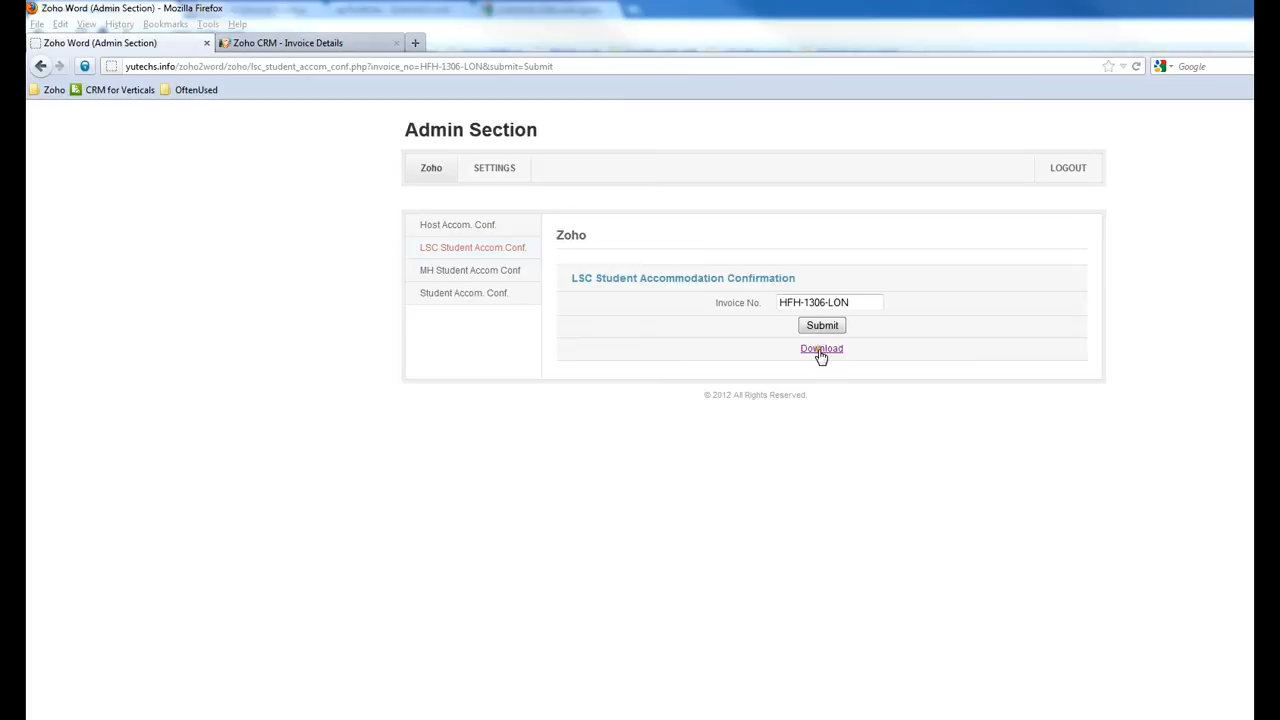 Zoho Word (Admin Section) - Mozilla Firefox
File Edit View History Bookmarks Tools Help
Zoho Word (Admin Section) × Zoho CRM - Invoice Details × +
yutechs.info/zoho2word/zoho/lsc_student_accom_conf.php?invoice_no=HFH-1306-LON&submit=Submit Google
Zoho CRM for Verticals OftenUsed
Admin Section
Zoho SETTINGS LOGOUT
Host Accom. Conf.
LSC Student Accom.Conf.
MH Student Accom Conf
Student Accom. Conf.
Zoho
LSC Student Accommodation Confirmation
Invoice No. HFH-1306-LON
Submit
Download
© 2012 All Rights Reserved.